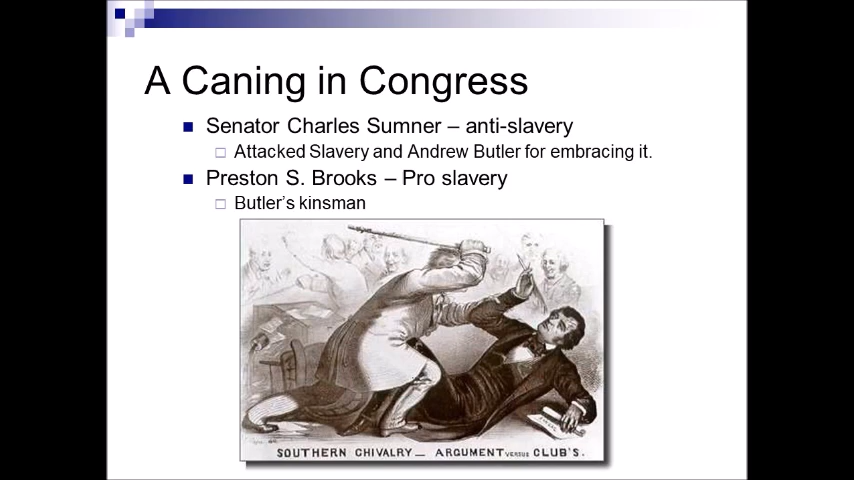 A Caning in Congress
Senator Charles Sumner – anti-slavery
Attacked Slavery and Andrew Butler for embracing it.
Preston S. Brooks – Pro slavery
Butler's kinsman
SOUTHERN CHIVALRY — ARGUMENT VERSUS CLUB'S.